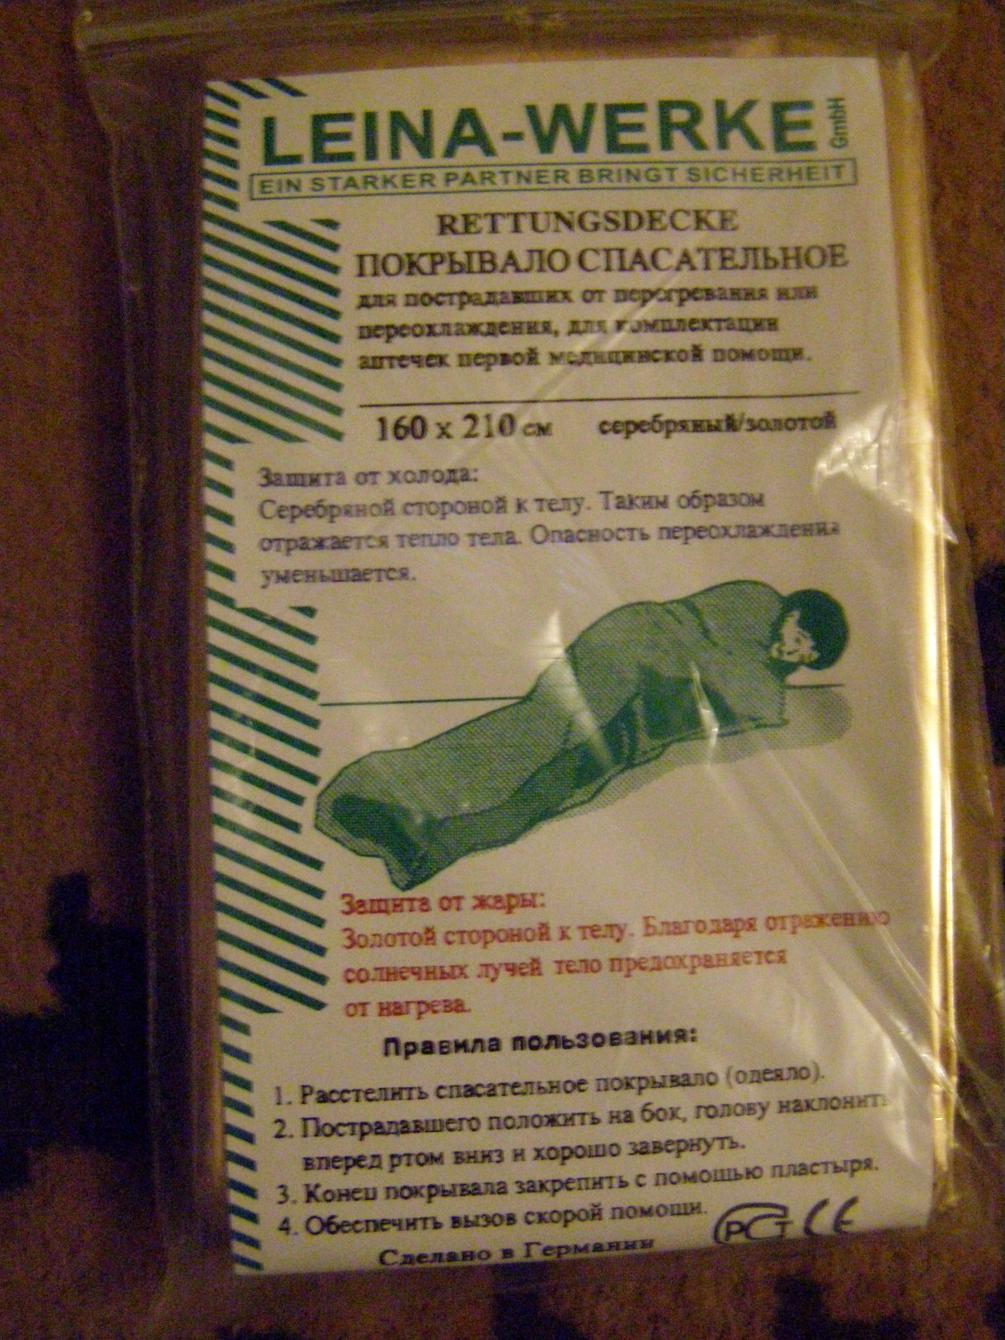 LEINA-WERKE GmbH
EIN STARKER PARTNER BRINGT SICHERHEIT
RETTUNGSDECKE
ПОКРЫВАЛО СПАСАТЕЛЬНОЕ
для пострадавших от перегревания или
переохлаждения, для комплектации
аптечек первой медицинской помощи.
160 x 210 см серебряный/золотой
Защита от холода:
Серебряной стороной к телу. Таким образом
отражается тепло тела. Опасность переохлаждения
уменьшается.
Защита от жары:
Золотой стороной к телу. Благодаря отражению
солнечных лучей тело предохраняется
от нагрева.
Правила пользования:
1. Расстелить спасательное покрывало (одеяло).
2. Пострадавшего положить на бок, голову наклонить
вперед ртом вниз и хорошо завернуть.
3. Конец покрывала закрепить с помощью пластыря.
4. Обеспечить вызов скорой помощи.
Сделано в Германии
РСТ CE